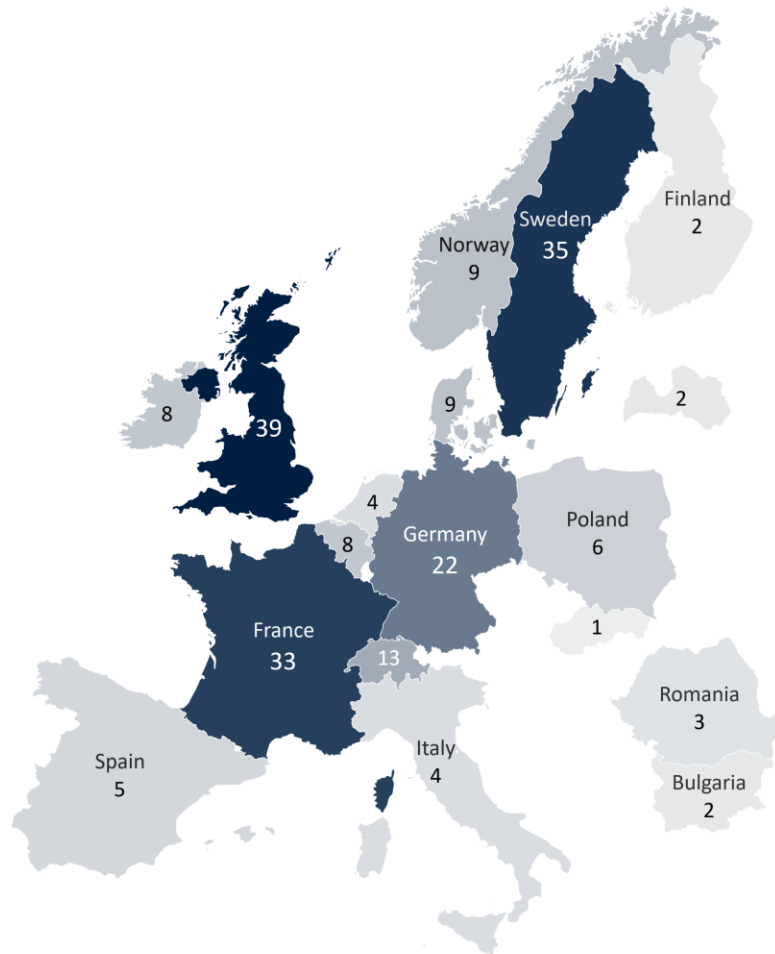 Finland
2
Sweden
35
Norway
9
2
9
8
39
4
Germany
22
Poland
6
8
1
France
33
13
Romania
3
Italy
4
Spain
5
Bulgaria
2